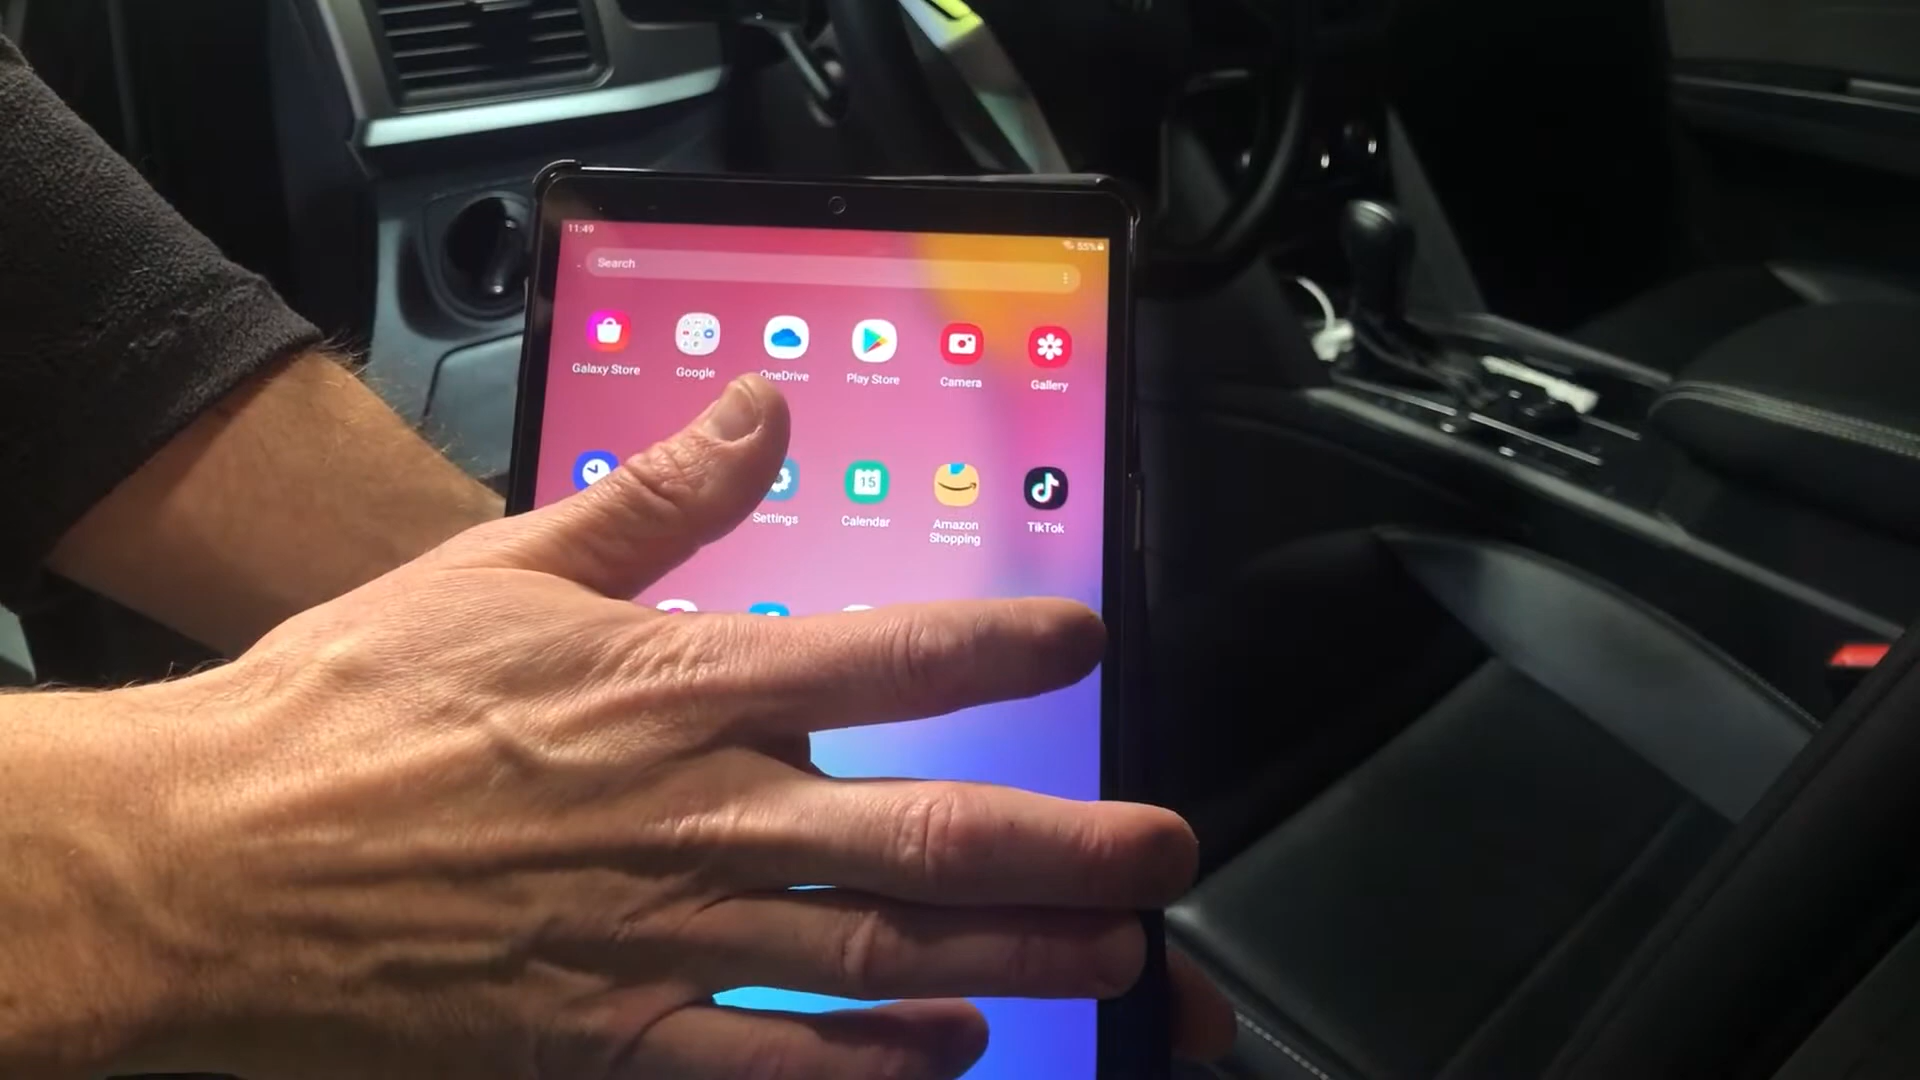 11:49
55%
Search
Galaxy Store
Google
OneDrive
Play Store
Camera
Gallery
Settings
15
Calendar
Amazon
Shopping
TikTok